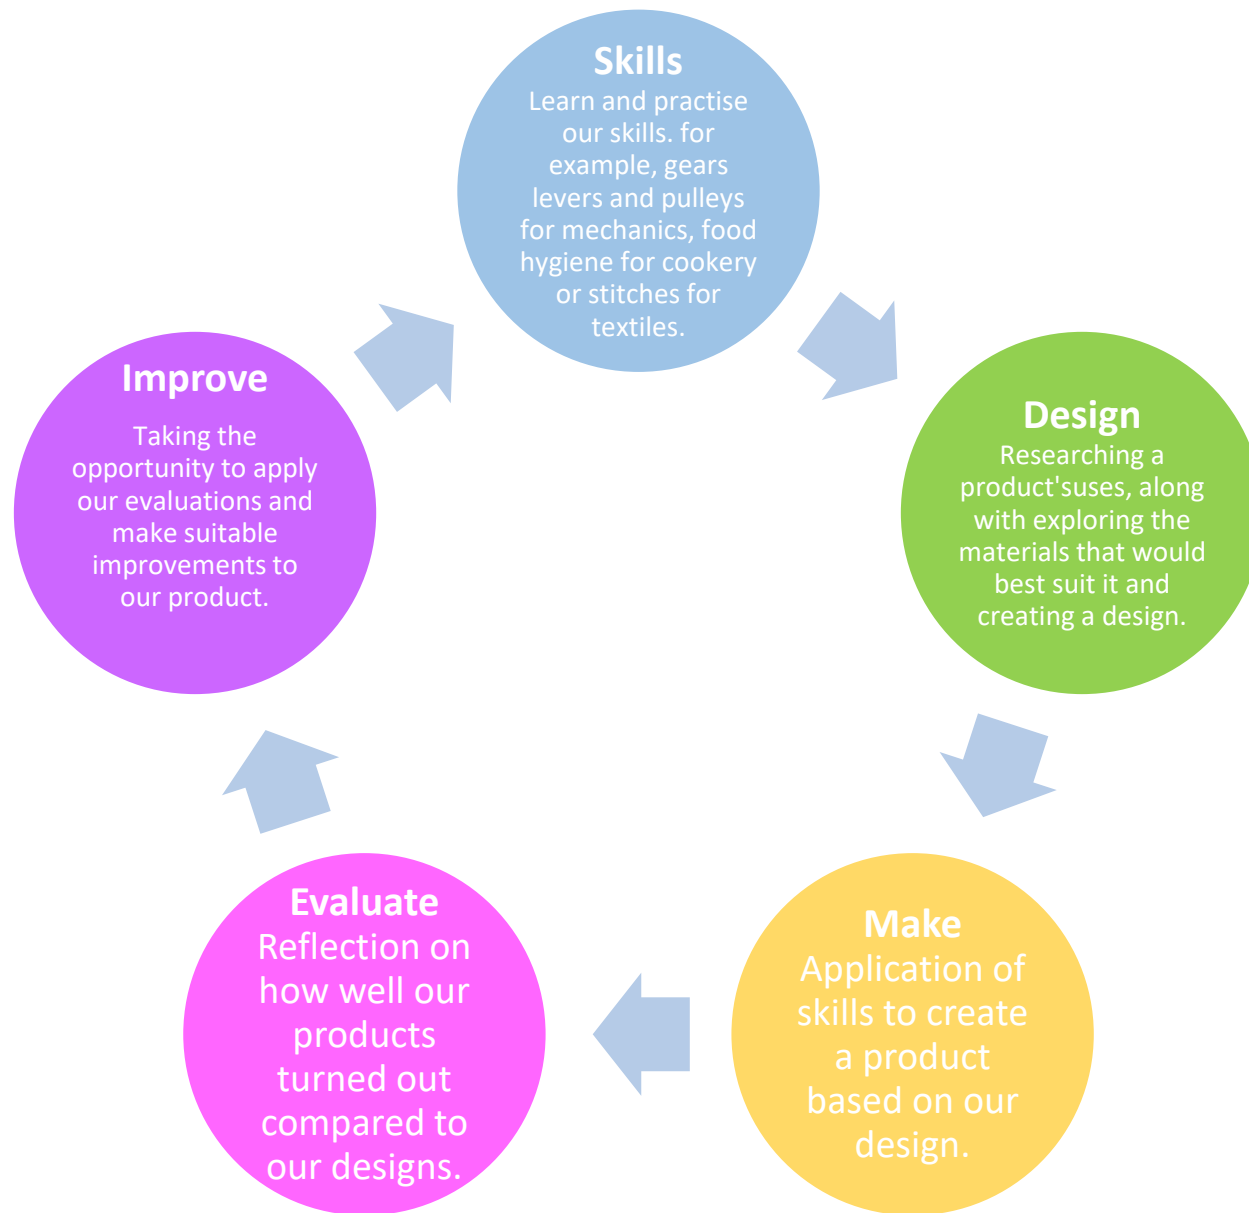 Skills
Learn and practise
our skills. for
example, gears
levers and pulleys
for mechanics, food
hygiene for cookery
or stitches for
textiles.
Design
Researching a
product'suses, along
with exploring the
materials that would
best suit it and
creating a design.
Make
Application of
skills to create
a product
based on our
design.
Evaluate
Reflection on
how well our
products
turned out
compared to
our designs.
Improve
Taking the
opportunity to apply
our evaluations and
make suitable
improvements to
our product.